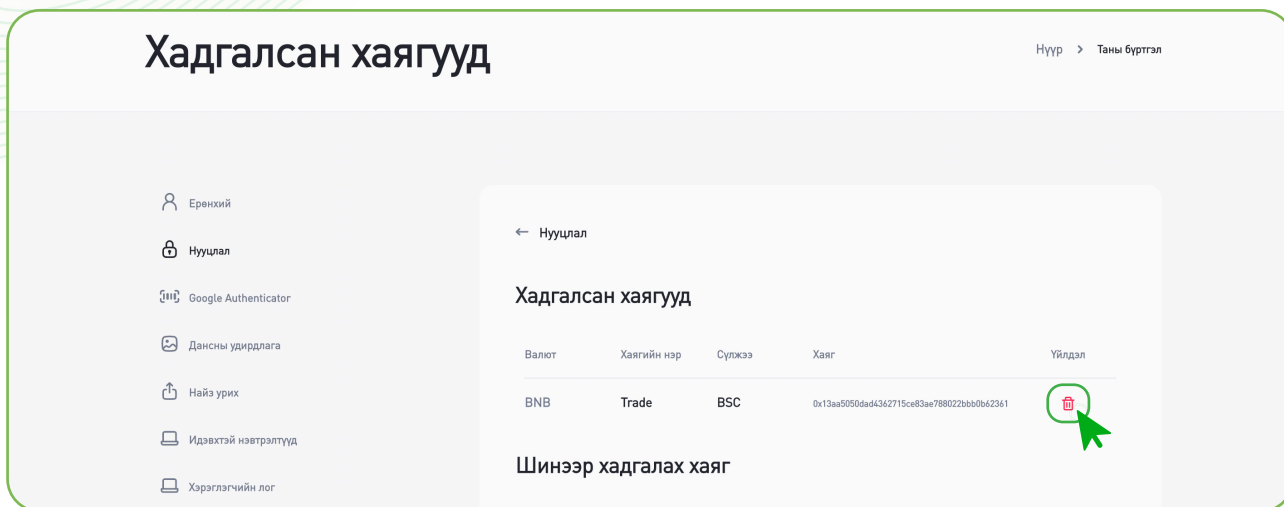 Хадгалсан хаягууд
Нүүр > Таны бүртгэл
Ерөнхий
Нууцлал
Google Authenticator
Дансны удирдлага
Найз урих
Идэвхтэй нэвтрэлтүүд
Хэрэглэгчийн лог
← Нууцлал
Хадгалсан хаягууд
Валют Хаягийн нэр Сүлжээ Хаяг Үйлдэл
BNB Trade BSC 0x13aa5050dad4362715ce83ae788022bbb0b62361
Шинээр хадгалах хаяг